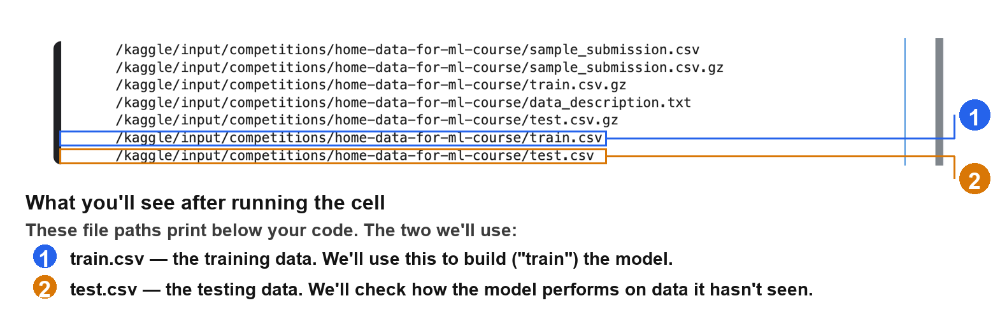 /kaggle/input/competitions/home-data-for-ml-course/sample_submission.csv
/kaggle/input/competitions/home-data-for-ml-course/sample_submission.csv.gz
/kaggle/input/competitions/home-data-for-ml-course/train.csv.gz
/kaggle/input/competitions/home-data-for-ml-course/data_description.txt
/kaggle/input/competitions/home-data-for-ml-course/test.csv.gz
/kaggle/input/competitions/home-data-for-ml-course/train.csv
1
/kaggle/input/competitions/home-data-for-ml-course/test.csv
2
What you'll see after running the cell
These file paths print below your code. The two we'll use:
1 train.csv — the training data. We'll use this to build ("train") the model.
2 test.csv — the testing data. We'll check how the model performs on data it hasn't seen.